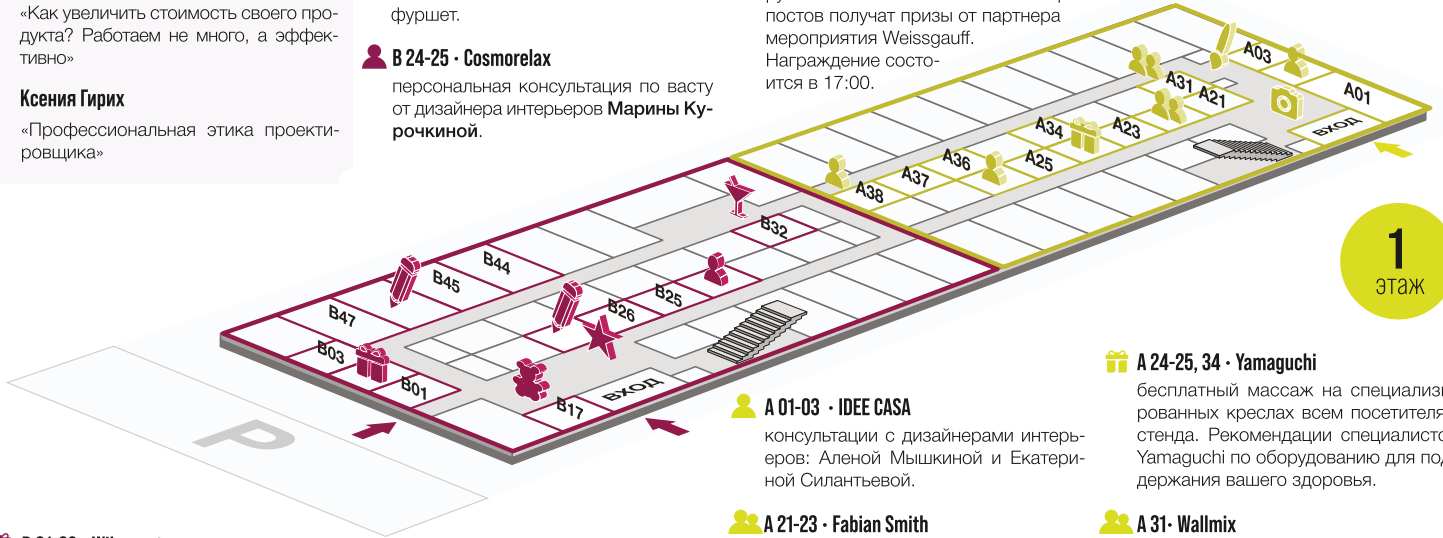 «Как увеличить стоимость своего про-
дукта? Работаем не много, а эффек-
тивно»
Ксения Гирих
«Профессиональная этика проекти-
ровщика»
фуршет.
B 24-25 · Cosmorelax
персональная консультация по васту
от дизайнера интерьеров Марины Ку-
рочкиной.
постов получат призы от партнера
мероприятия Weissgauff.
Награждение состо-
ится в 17:00.
A03
A01
ВХОД
A31
A21
A34
A23
A36
A25
A37
A38
B32
B44
B45
B25
B26
B47
B03
B01
ВХОД
B17
P
1
этаж
A 01-03 · IDEE CASA
консультации с дизайнерами интерь-
еров: Аленой Мышкиной и Екатери-
ной Силантьевой.
A 21-23 · Fabian Smith
A 24-25, 34 · Yamaguchi
бесплатный массаж на специализи
рованных креслах всем посетителя
стенда. Рекомендации специалисто
Yamaguchi по оборудованию для под
держания вашего здоровья.
A 31· Wallmix